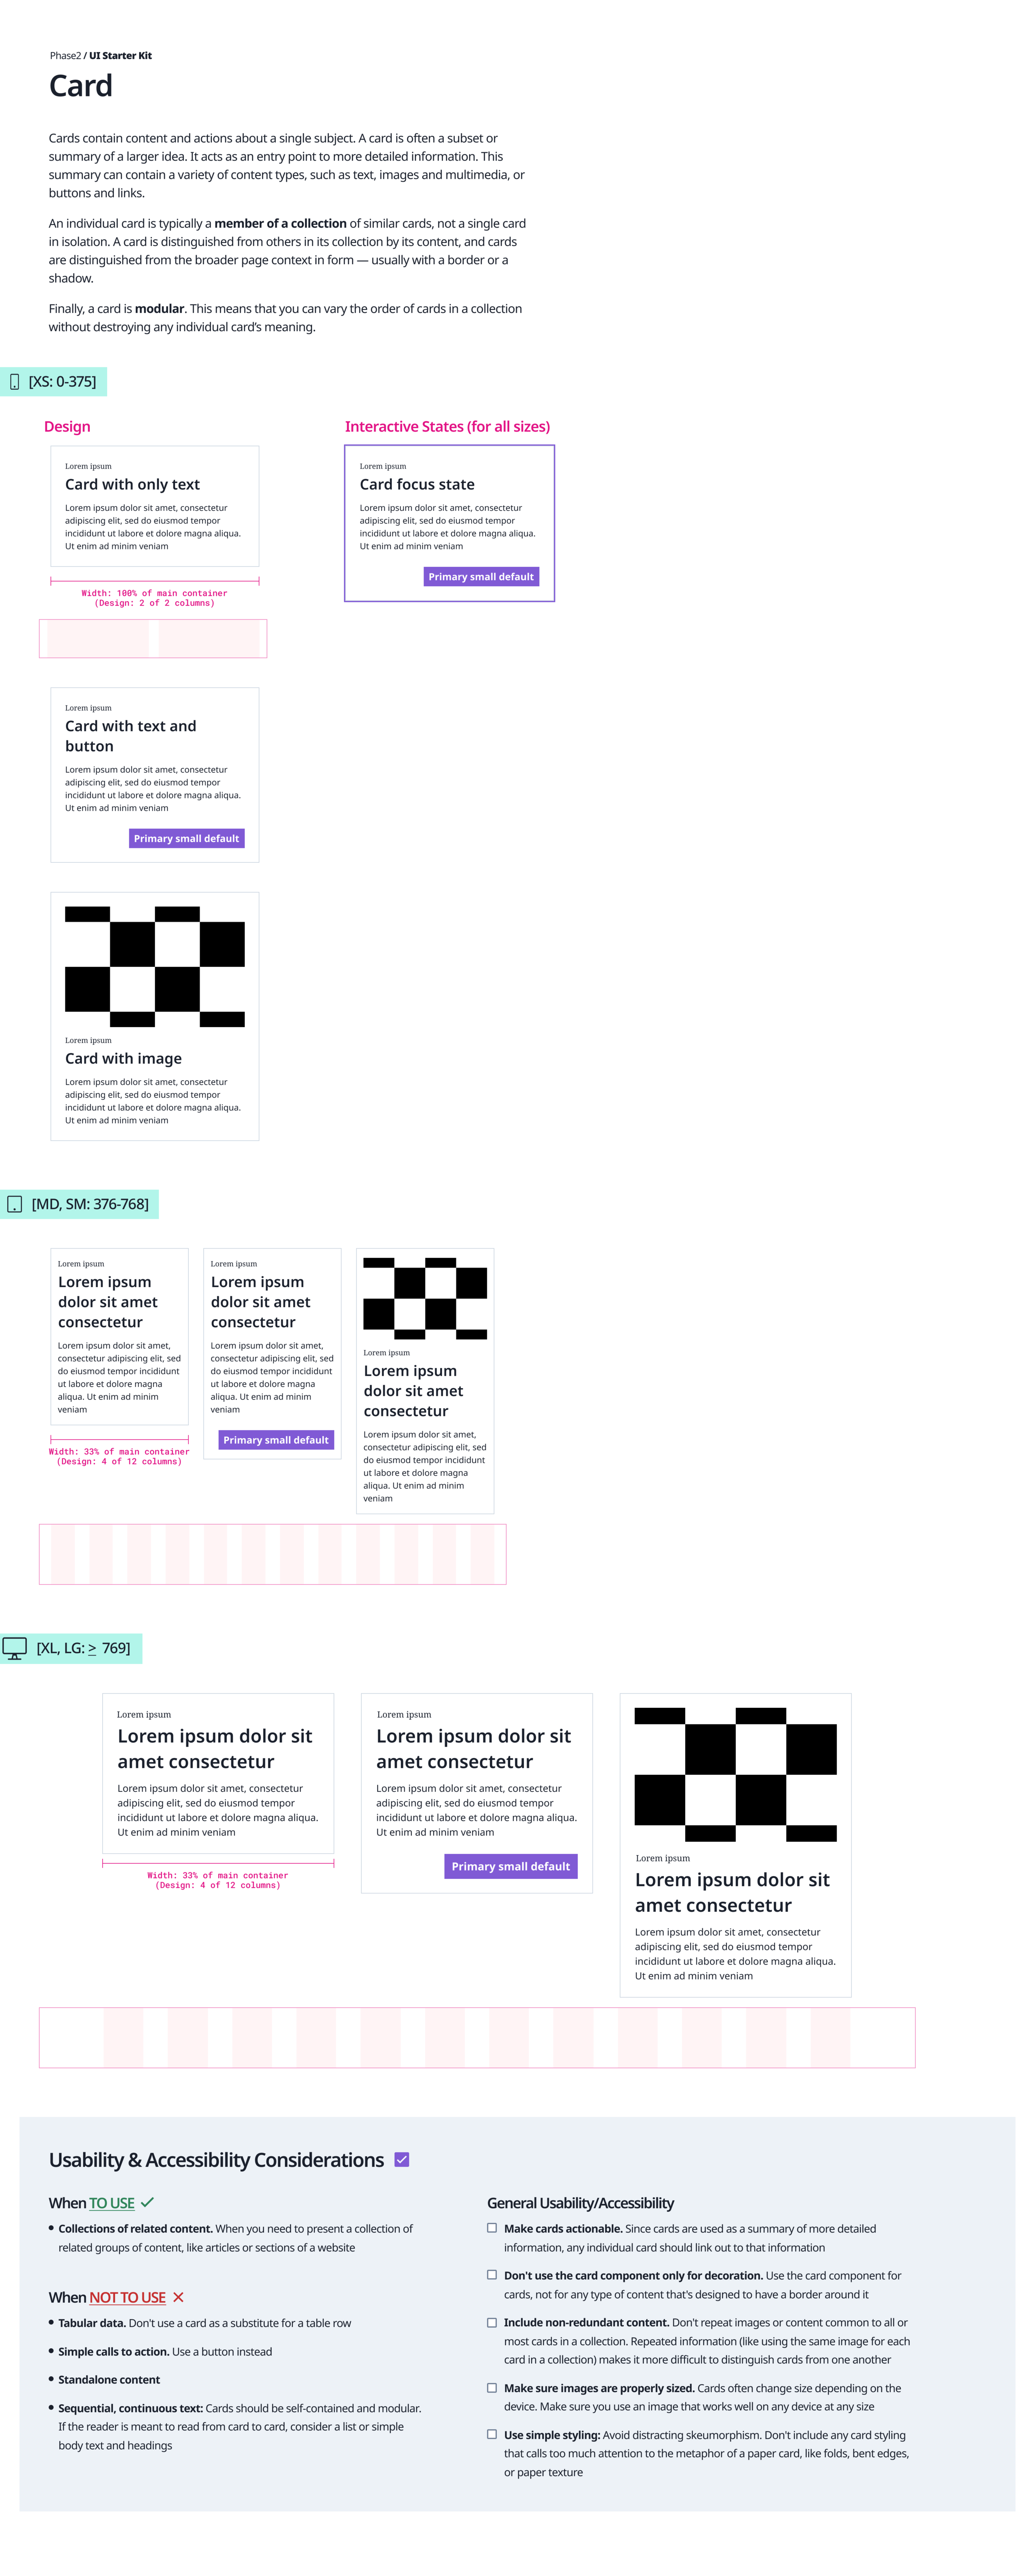 Phase2 / UI Starter Kit
Card
Cards contain content and actions about a single subject. A card is often a subset or
summary of a larger idea. It acts as an entry point to more detailed information. This
summary can contain a variety of content types, such as text, images and multimedia, or
buttons and links.
An individual card is typically a member of a collection of similar cards, not a single card
in isolation. A card is distinguished from others in its collection by its content, and cards
are distinguished from the broader page context in form — usually with a border or a
shadow.
Finally, a card is modular. This means that you can vary the order of cards in a collection
without destroying any individual card’s meaning.
[XS: 0-375]
Design
Lorem ipsum
Card with only text
Lorem ipsum dolor sit amet, consectetur
adipiscing elit, sed do eiusmod tempor
incididunt ut labore et dolore magna aliqua.
Ut enim ad minim veniam
Width: 100% of main container
(Design: 2 of 2 columns)
Interactive States (for all sizes)
Lorem ipsum
Card focus state
Lorem ipsum dolor sit amet, consectetur
adipiscing elit, sed do eiusmod tempor
incididunt ut labore et dolore magna aliqua.
Ut enim ad minim veniam
Primary small default
Lorem ipsum
Card with text and
button
Lorem ipsum dolor sit amet, consectetur
adipiscing elit, sed do eiusmod tempor
incididunt ut labore et dolore magna aliqua.
Ut enim ad minim veniam
Primary small default
Lorem ipsum
Card with image
Lorem ipsum dolor sit amet, consectetur
adipiscing elit, sed do eiusmod tempor
incididunt ut labore et dolore magna aliqua.
Ut enim ad minim veniam
[MD, SM: 376-768]
Lorem ipsum
Lorem ipsum
dolor sit amet
consectetur
Lorem ipsum dolor sit amet,
consectetur adipiscing elit, sed
do eiusmod tempor incididunt
ut labore et dolore magna
aliqua. Ut enim ad minim
veniam
Width: 33% of main container
(Design: 4 of 12 columns)
Lorem ipsum
Lorem ipsum
dolor sit amet
consectetur
Lorem ipsum dolor sit amet,
consectetur adipiscing elit, sed
do eiusmod tempor incididunt
ut labore et dolore magna
aliqua. Ut enim ad minim
veniam
Primary small default
Lorem ipsum
Lorem ipsum
dolor sit amet
consectetur
Lorem ipsum dolor sit amet,
consectetur adipiscing elit, sed
do eiusmod tempor incididunt
ut labore et dolore magna
aliqua. Ut enim ad minim
veniam
[XL, LG: > 769]
Lorem ipsum
Lorem ipsum dolor sit
amet consectetur
Lorem ipsum dolor sit amet, consectetur
adipiscing elit, sed do eiusmod tempor
incididunt ut labore et dolore magna aliqua.
Ut enim ad minim veniam
Width: 33% of main container
(Design: 4 of 12 columns)
Lorem ipsum
Lorem ipsum dolor sit
amet consectetur
Lorem ipsum dolor sit amet, consectetur
adipiscing elit, sed do eiusmod tempor
incididunt ut labore et dolore magna aliqua.
Ut enim ad minim veniam
Primary small default
Lorem ipsum
Lorem ipsum dolor sit
amet consectetur
Lorem ipsum dolor sit amet, consectetur
adipiscing elit, sed do eiusmod tempor
incididunt ut labore et dolore magna aliqua.
Ut enim ad minim veniam
Usability & Accessibility Considerations
When TO USE
• Collections of related content. When you need to present a collection of
related groups of content, like articles or sections of a website
When NOT TO USE
• Tabular data. Don't use a card as a substitute for a table row
• Simple calls to action. Use a button instead
• Standalone content
• Sequential, continuous text: Cards should be self-contained and modular.
If the reader is meant to read from card to card, consider a list or simple
body text and headings
General Usability/Accessibility
Make cards actionable. Since cards are used as a summary of more detailed
information, any individual card should link out to that information
Don't use the card component only for decoration. Use the card component for
cards, not for any type of content that's designed to have a border around it
Include non-redundant content. Don't repeat images or content common to all or
most cards in a collection. Repeated information (like using the same image for each
card in a collection) makes it more difficult to distinguish cards from one another
Make sure images are properly sized. Cards often change size depending on the
device. Make sure you use an image that works well on any device at any size
Use simple styling: Avoid distracting skeumorphism. Don't include any card styling
that calls too much attention to the metaphor of a paper card, like folds, bent edges,
or paper texture